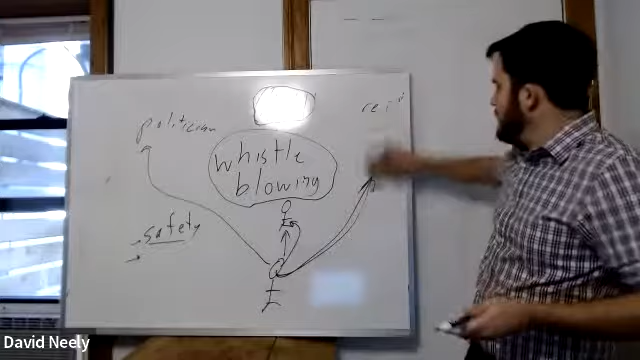 politician
whistle
blowing
safety
David Neely